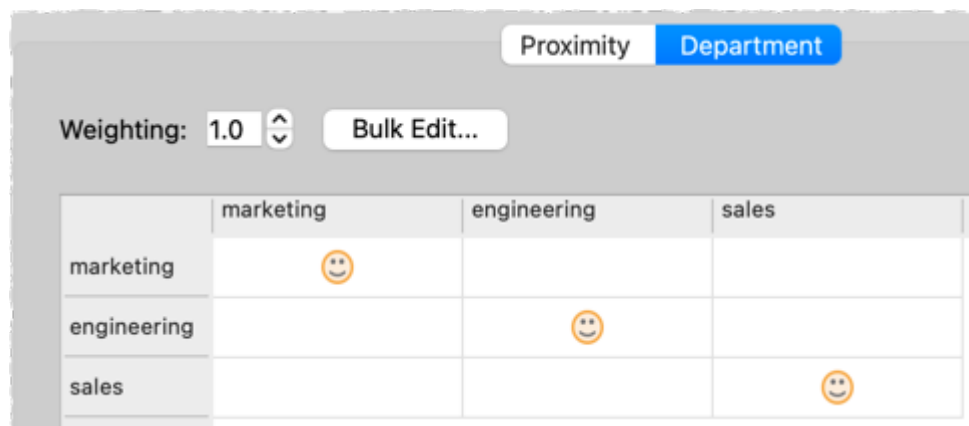 Proximity Department
Weighting: 1.0 Bulk Edit...
marketing engineering sales
marketing
engineering
sales